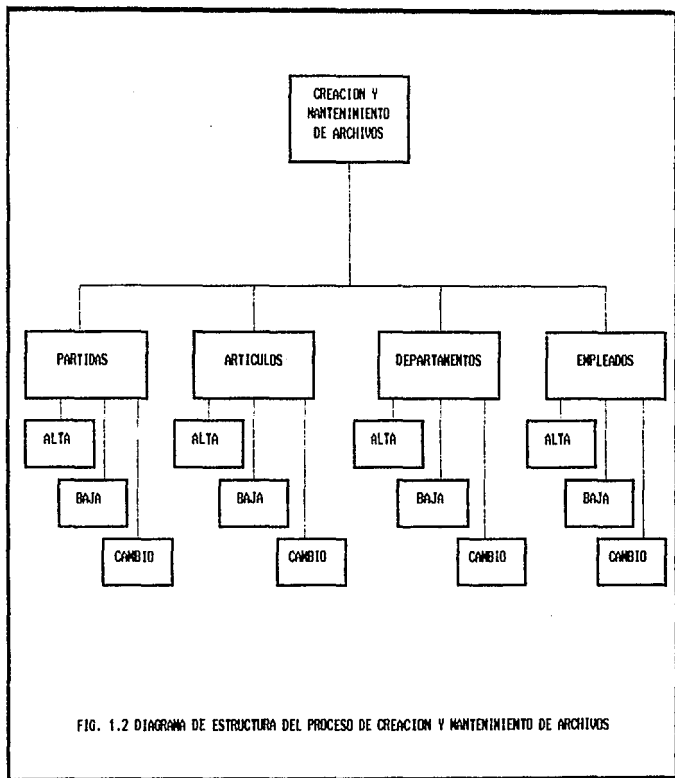 CREACION Y
MANTENIMIENTO
DE ARCHIVOS
PARTIDAS
ARTICULOS
DEPARTAMENTOS
EMPLEADOS
ALTA
ALTA
ALTA
ALTA
BAJA
BAJA
BAJA
BAJA
CAMBIO
CAMBIO
CAMBIO
CAMBIO
FIG. 1.2 DIAGRAMA DE ESTRUCTURA DEL PROCESO DE CREACION Y MANTENIMIENTO DE ARCHIVOS